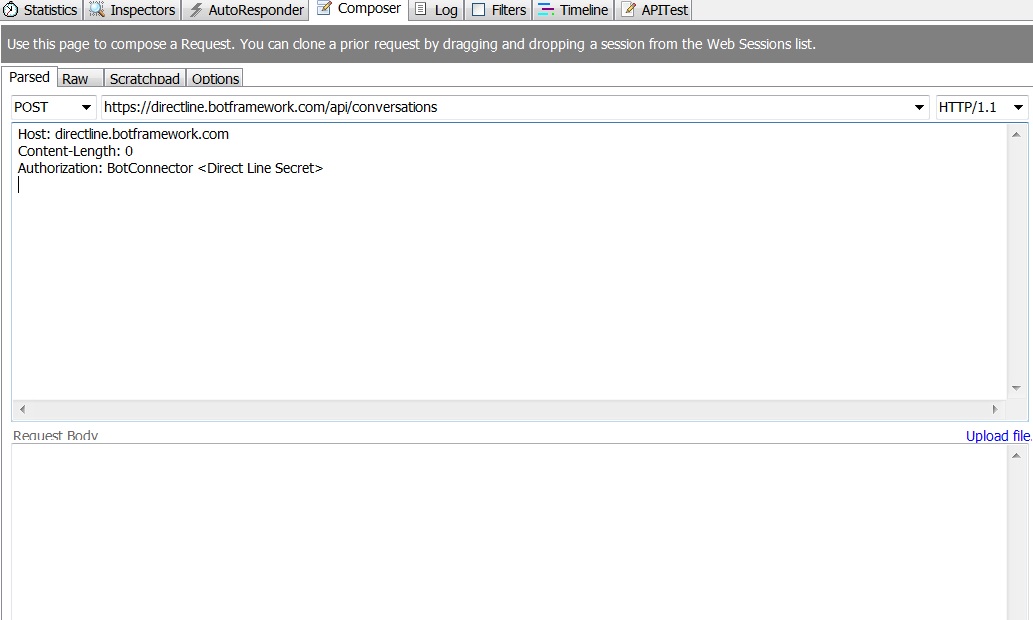 Statistics Inspectors AutoResponder Composer Log Filters Timeline APITest
Use this page to compose a Request. You can clone a prior request by dragging and dropping a session from the Web Sessions list.
Parsed Raw Scratchpad Options
POST https://directline.botframework.com/api/conversations HTTP/1.1
Host: directline.botframework.com
Content-Length: 0
Authorization: BotConnector <Direct Line Secret>
Request Body Upload file.